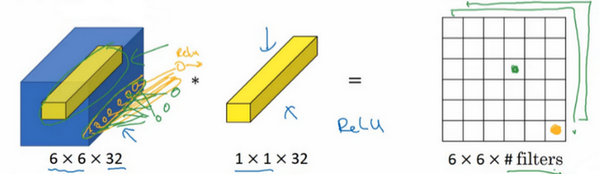 ReLU
*
=
ReLU
6 × 6 × 32
1 × 1 × 32
6 × 6 × # filters